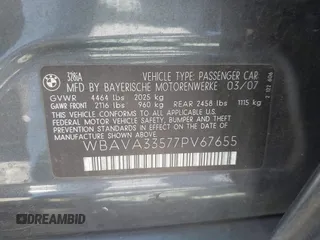 328iA VEHICLE TYPE PASSENGER CAR
MFD BY BAYERISCHE MOTORENWERKE 03/07
GVWR 4464 lbs 2025 kg
GAWR FRONT 2116 lbs 960 kg REAR 2458 lbs 1115 kg
THIS VEHICLE CONFORMS TO ALL APPLICABLE FEDERAL
MOTOR VEHICLE SAFETY, BUMPER, AND THEFT PREVENTION
STANDARDS IN EFFECT ON THE DATE OF
MANUFACTURE SHOWN ABOVE
WBAVA33577PV67655
DREAMBID